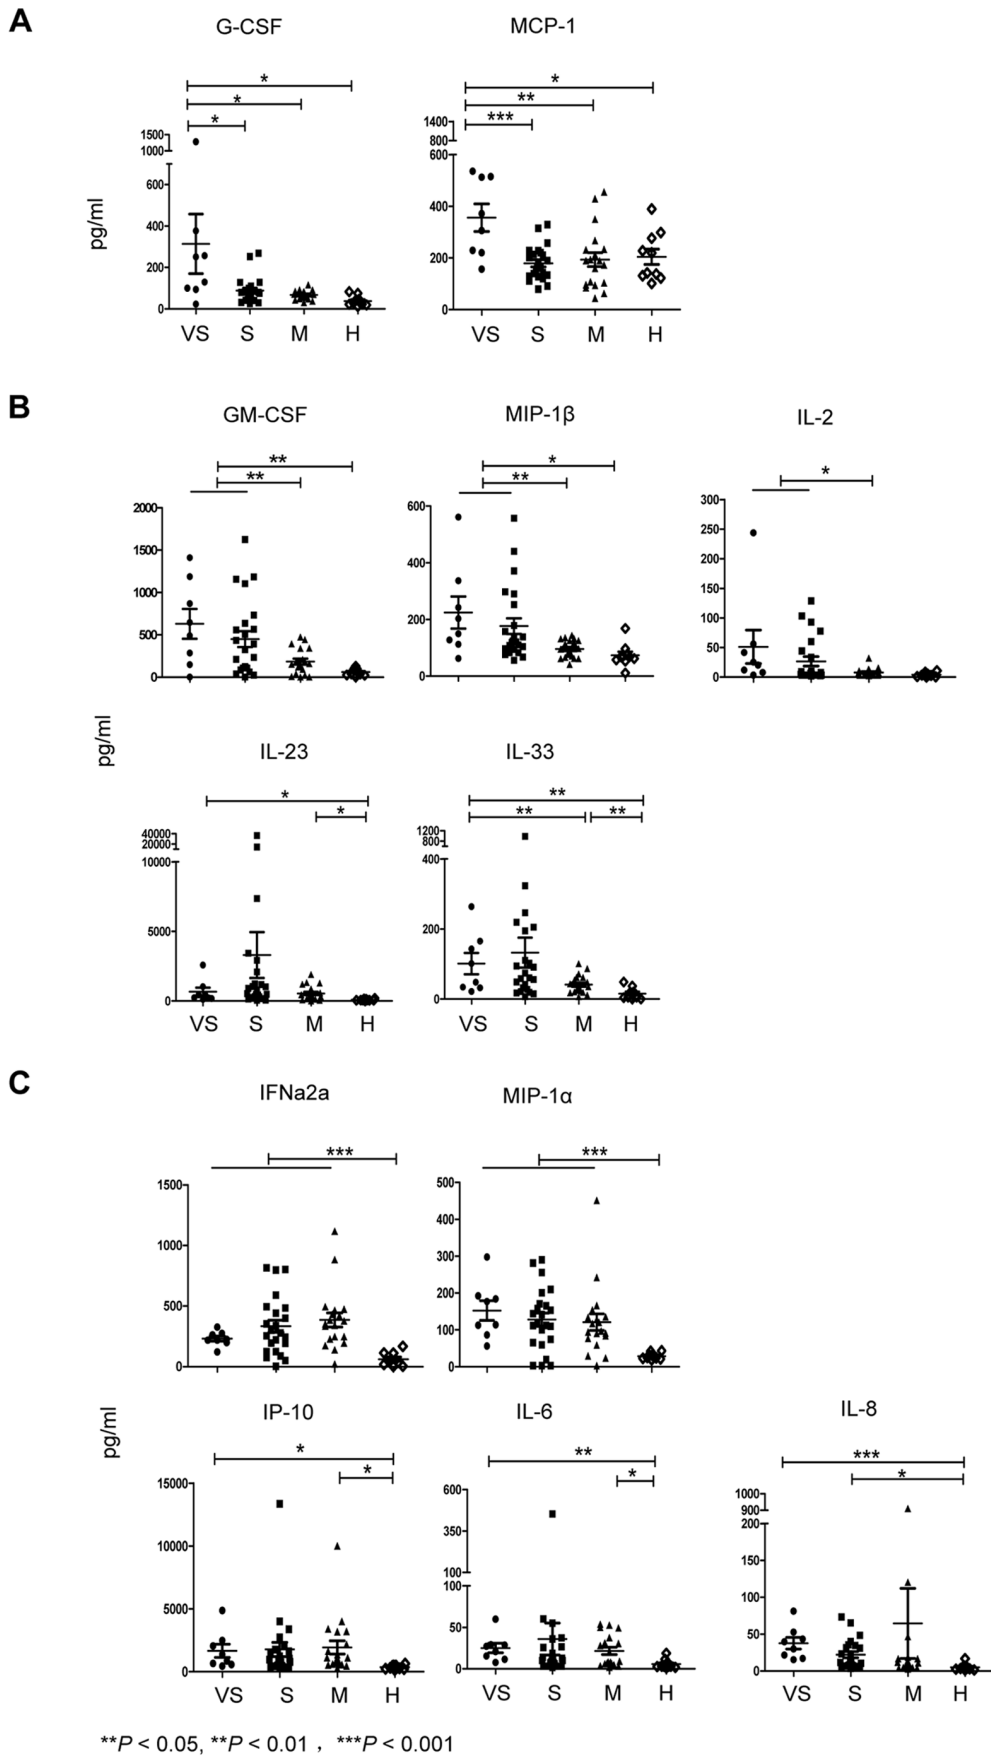 A
G-CSF MCP-1
* *
* **
* ***
pg/ml
1500 1000 600 400 200 0
1400 800 600 400 200 0
VS S M H VS S M H
B
GM-CSF MIP-1β IL-2
** * *
** **
2000 1500 1000 500 0
600 400 200 0
300 250 200 150 100 50 0
pg/ml
IL-23 IL-33
* **
* ** **
40000 20000 10000 5000 0
1200 800 400 200 0
VS S M H VS S M H
C
IFNa2a MIP-1α
*** ***
1500 1000 500 0
500 400 300 200 100 0
pg/ml
IP-10 IL-6 IL-8
* ** ***
* * *
15000 10000 5000 0
600 350 100 100 50 0
1000 900 200 150 100 50 0
VS S M H VS S M H VS S M H
**P < 0.05, **P < 0.01 , ***P < 0.001